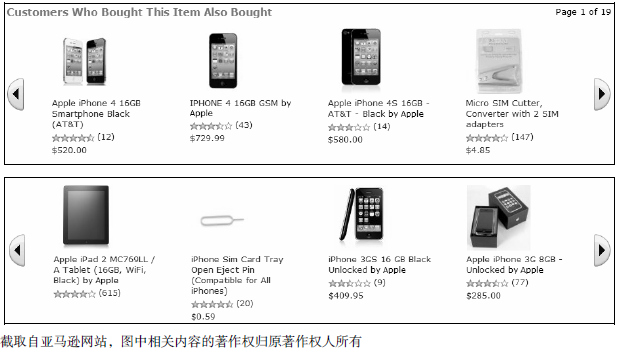 Customers Who Bought This Item Also Bought
Page 1 of 19
Apple iPhone 4 16GB
Smartphone Black
(AT&T)
(12)
$520.00
IPHONE 4 16GB GSM by
Apple
(43)
$729.99
Apple iPhone 4S 16GB -
AT&T - Black by Apple
(14)
$580.00
Micro SIM Cutter,
Converter with 2 SIM
adapters
(147)
$4.85
Apple iPad 2 MC769LL /
A Tablet (16GB, WiFi,
Black) by Apple
(615)
iPhone Sim Card Tray
Open Eject Pin
(Compatible for All
iPhones)
(20)
$0.59
iPhone 3GS 16 GB Black
Unlocked by Apple
(9)
$409.95
Apple iPhone 3G 8GB -
Unlocked by Apple
(77)
$285.00
截取自亚马逊网站，图中相关内容的著作权归原著作权人所有